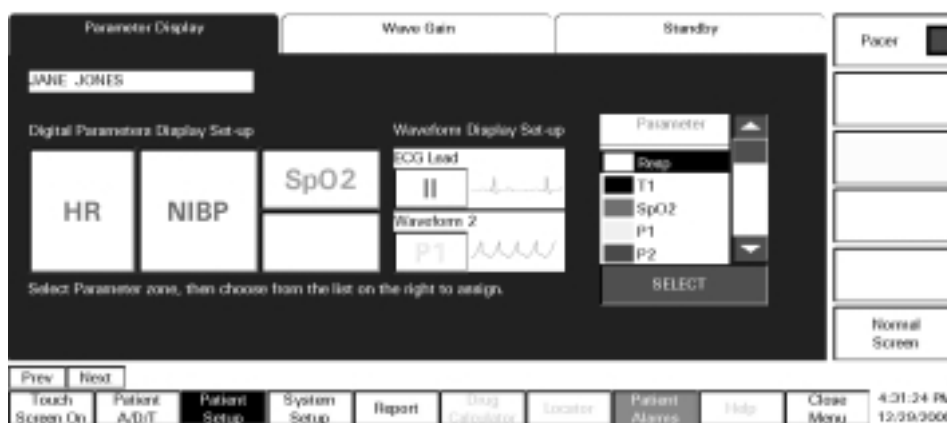 Parameter Display
Wave Gain
Standby
Pacer
JANE JONES
Digital Parameters Display Set-up
Waveform Display Set-up
Parameter
HR
NIBP
SpO2
ECG Lead
II
Waveform 2
P1
Resp
T1
SpO2
P1
P2
SELECT
Select Parameter zone, then choose from the list on the right to assign.
Normal
Screen
Prev
Next
Touch
Screen On
Patient
A/D/T
Patient
Setup
System
Setup
Report
Drug
Calculator
Locator
Patient
Alarms
Help
Close
Menu
4:31:24 PM